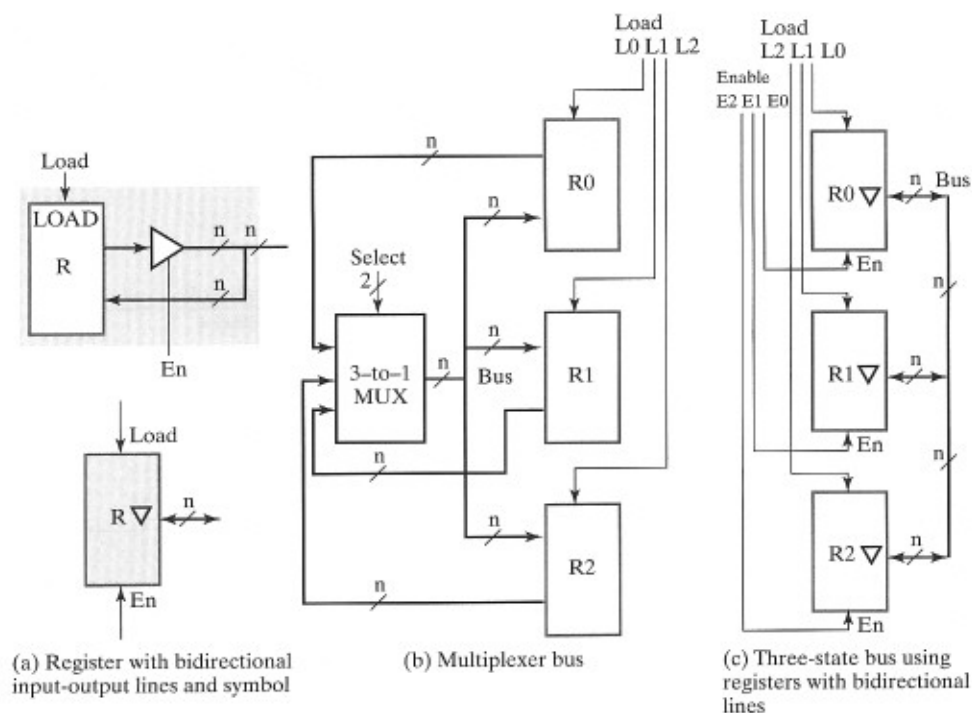 Load
LOAD
R
n n
n
En
Load
R
n
En
(a) Register with bidirectional
input-output lines and symbol
Load
L0 L1 L2
n
R0
n
Select
2
3–to–1
MUX
n
n
Bus
R1
n
n
R2
n
(b) Multiplexer bus
Load
L2 L1 L0
Enable
E2 E1 E0
R0
n
Bus
En
n
R1
n
En
n
R2
n
En
(c) Three-state bus using
registers with bidirectional
lines